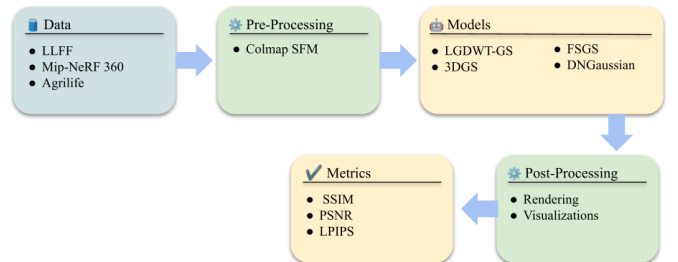 Data
● LLFF
● Mip-NeRF 360
● Agrilife
Pre-Processing
● Colmap SFM
Models
● LGDWT-GS
● 3DGS
● FSGS
● DNGaussian
Metrics
● SSIM
● PSNR
● LPIPS
Post-Processing
● Rendering
● Visualizations